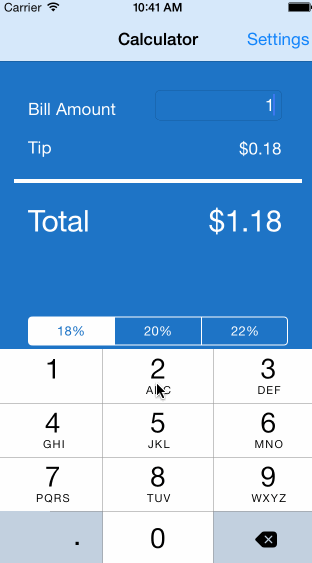 Carrier 10:41 AM
Calculator Settings
Bill Amount 1
Tip $0.18
Total $1.18
18% 20% 22%
1 2 3
ABC DEF
4 5 6
GHI JKL MNO
7 8 9
PQRS TUV WXYZ
. 0